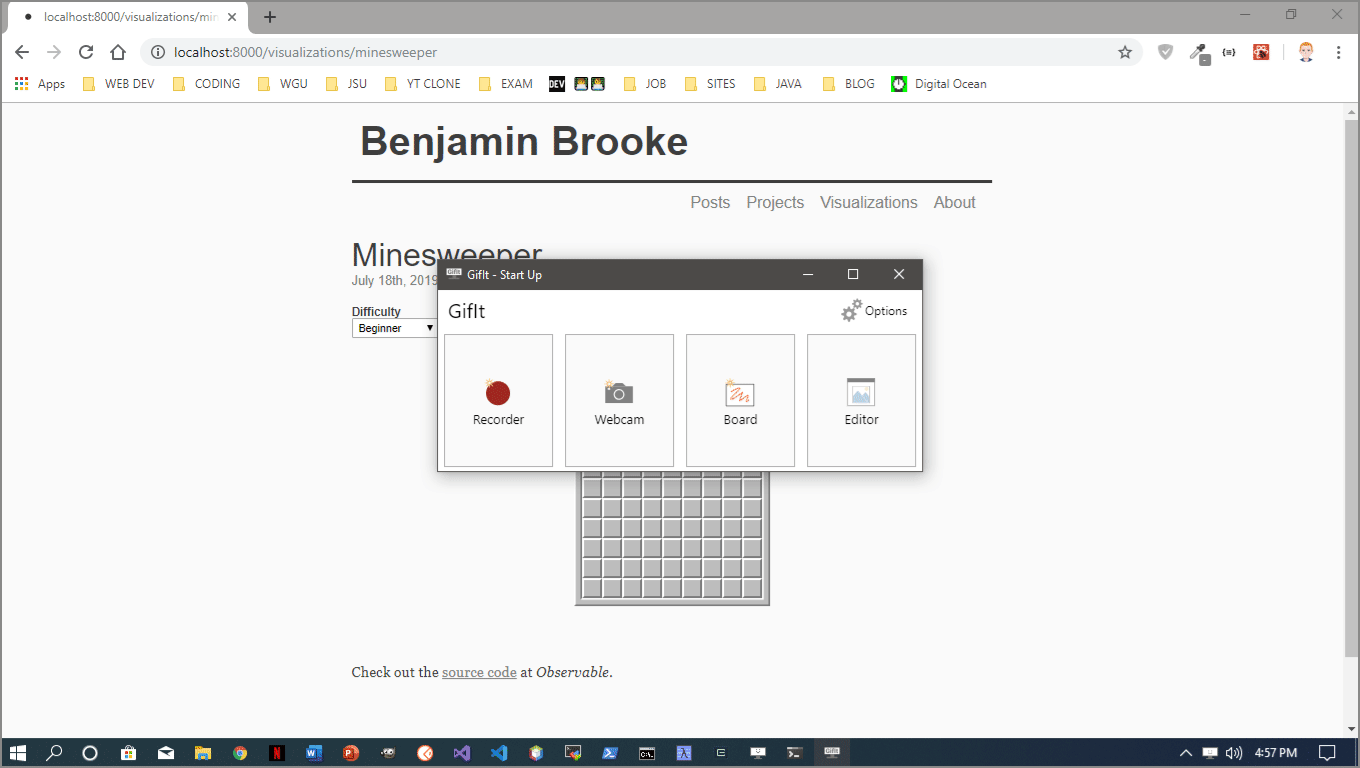 localhost:8000/visualizations/min
localhost:8000/visualizations/minesweeper
Apps WEB DEV CODING WGU JSU YT CLONE EXAM DEV JOB SITES JAVA BLOG Digital Ocean
Benjamin Brooke
Posts Projects Visualizations About
Minesweeper
July 18th, 2019
GifIt - Start Up
GifIt
Options
Difficulty
Beginner
Recorder Webcam Board Editor
Check out the source code at Observable.
4:57 PM